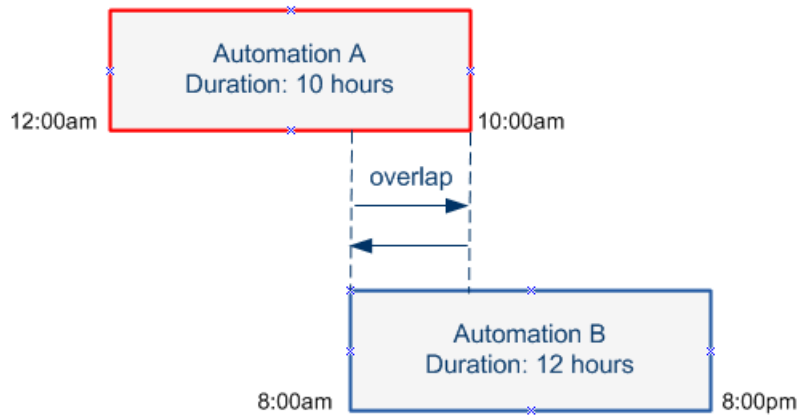 Automation A
Duration: 10 hours
12:00am
10:00am
overlap
Automation B
Duration: 12 hours
8:00am
8:00pm